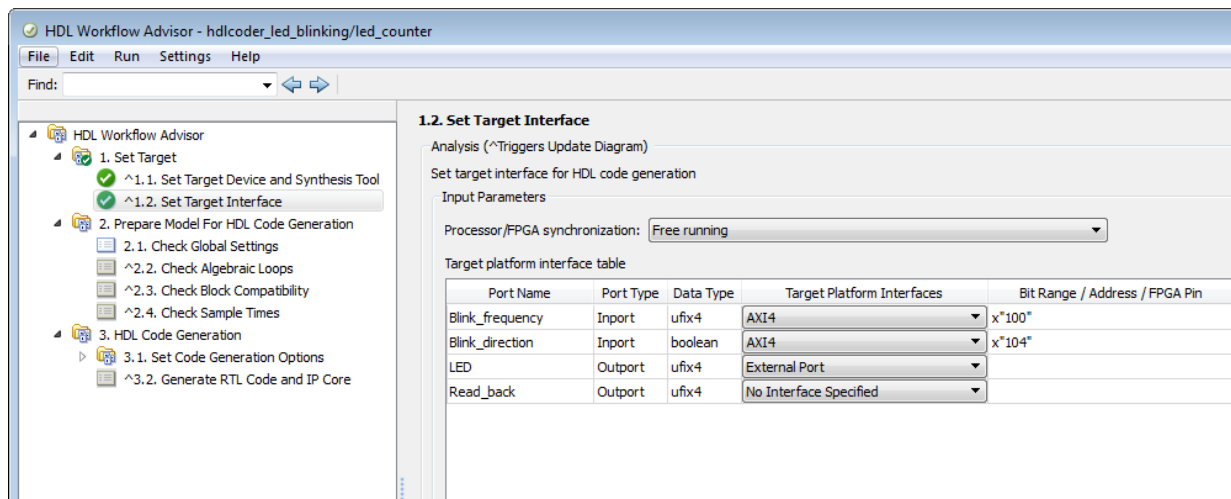 HDL Workflow Advisor - hdlcoder_led_blinking/led_counter
File Edit Run Settings Help
Find:
HDL Workflow Advisor
1. Set Target
^1.1. Set Target Device and Synthesis Tool
^1.2. Set Target Interface
2. Prepare Model For HDL Code Generation
2.1. Check Global Settings
^2.2. Check Algebraic Loops
^2.3. Check Block Compatibility
^2.4. Check Sample Times
3. HDL Code Generation
3.1. Set Code Generation Options
^3.2. Generate RTL Code and IP Core
1.2. Set Target Interface
Analysis (^Triggers Update Diagram)
Set target interface for HDL code generation
Input Parameters
Processor/FPGA synchronization: Free running
Target platform interface table
Port Name Port Type Data Type Target Platform Interfaces Bit Range / Address / FPGA Pin
Blink_frequency Inport ufix4 AXI4 x"100"
Blink_direction Inport boolean AXI4 x"104"
LED Outport ufix4 External Port
Read_back Outport ufix4 No Interface Specified